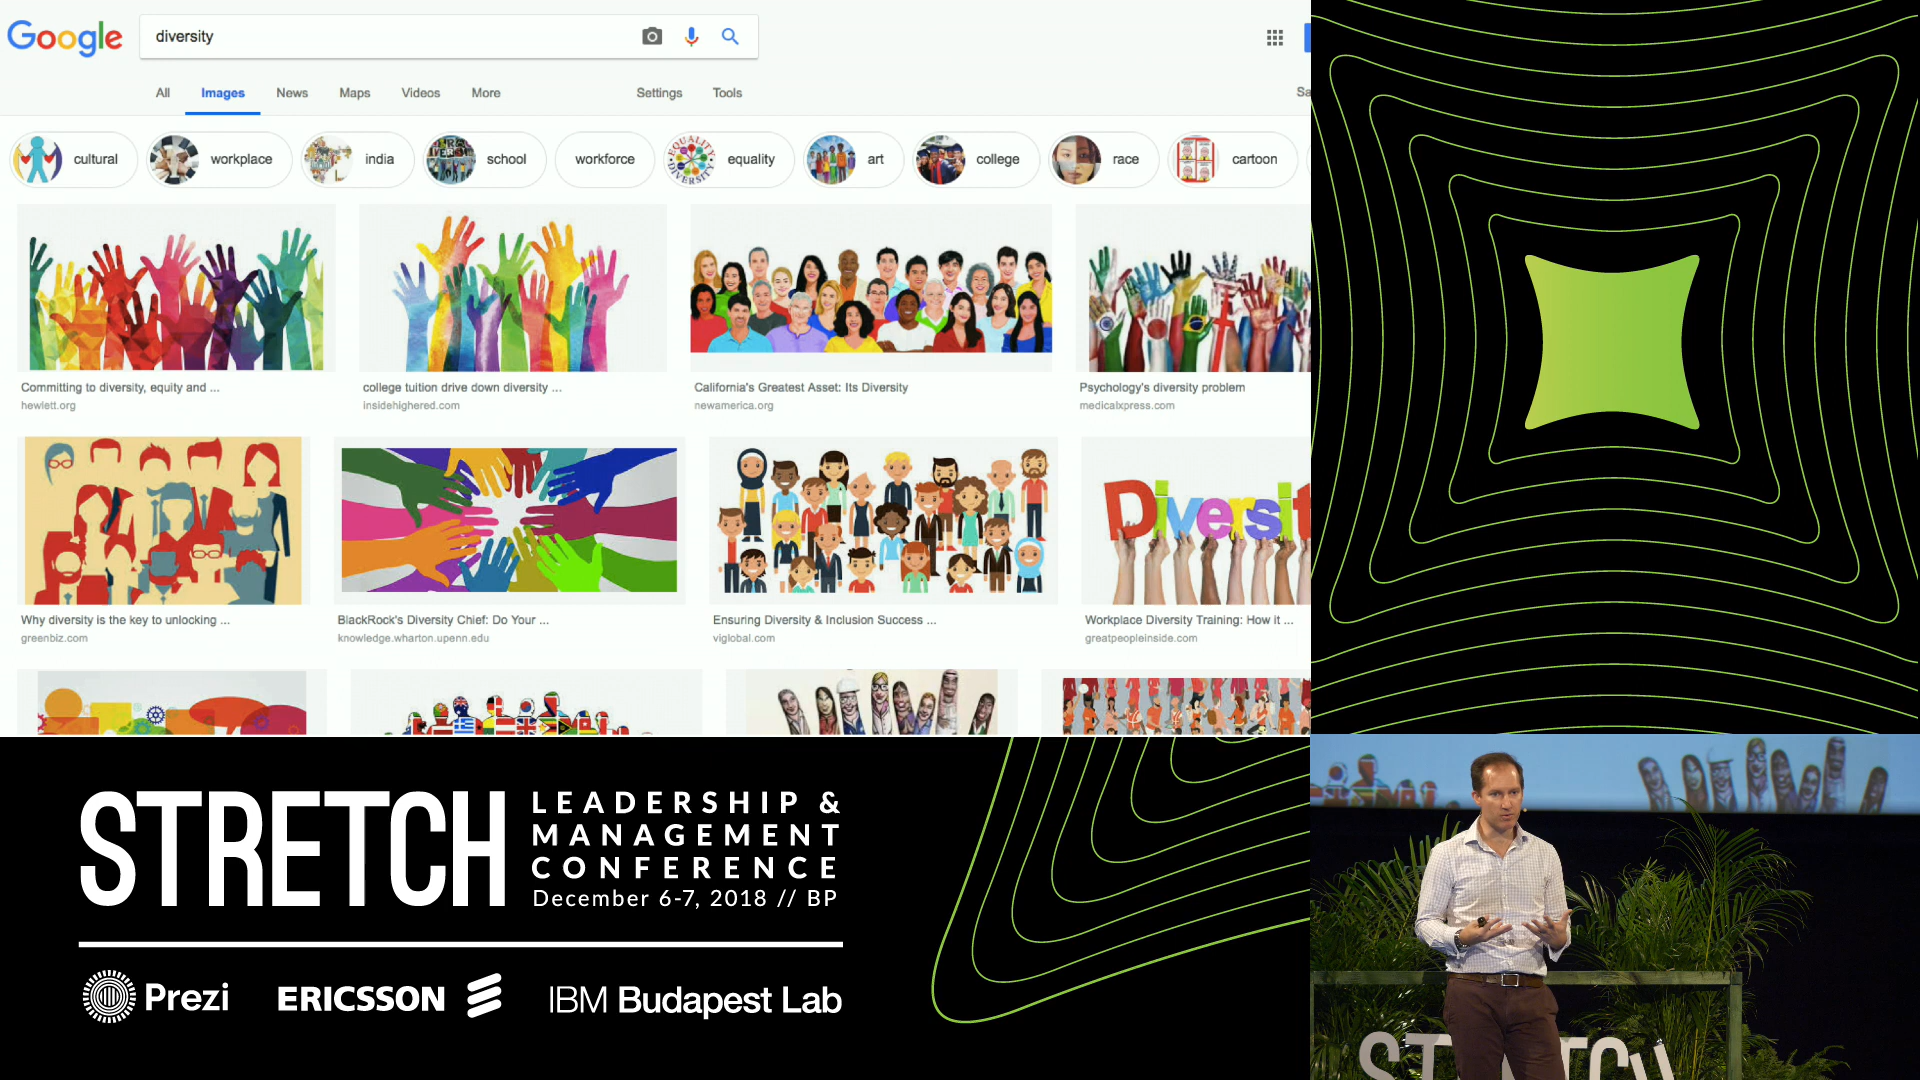 Google
diversity
All Images News Maps Videos More Settings Tools
cultural workplace india school workforce equality art college race cartoon
EQUALITY DIVERSITY
Committing to diversity, equity and ...
hewlett.org
college tuition drive down diversity ...
insidehighered.com
California's Greatest Asset: Its Diversity
newamerica.org
Psychology's diversity problem
medicalxpress.com
Diversit
Why diversity is the key to unlocking ...
greenbiz.com
BlackRock's Diversity Chief: Do Your ...
knowledge.wharton.upenn.edu
Ensuring Diversity & Inclusion Success ...
viglobal.com
Workplace Diversity Training: How it ...
greatpeopleinside.com
STRETCH
LEADERSHIP &
MANAGEMENT
CONFERENCE
December 6-7, 2018 // BP
Prezi ERICSSON IBM Budapest Lab
STRETCH